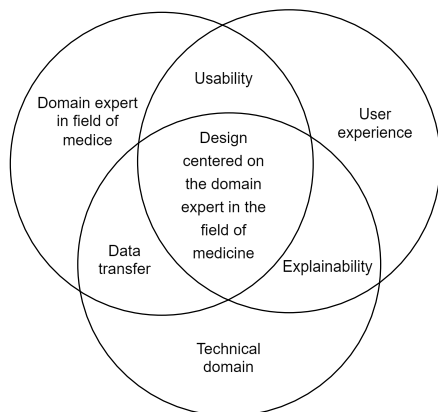 Usability
Domain expert
in field of
medice
User
experience
Design
centered on
the domain
expert in the
field of
medicine
Data
transfer
Explainability
Technical
domain